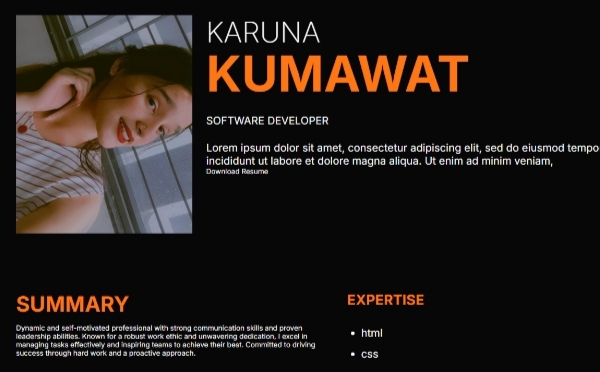 KARUNA
KUMAWAT
SOFTWARE DEVELOPER
Lorem ipsum dolor sit amet, consectetur adipiscing elit, sed do eiusmod tempo
incididunt ut labore et dolore magna aliqua. Ut enim ad minim veniam,
Download Resume
SUMMARY
Dynamic and self-motivated professional with strong communication skills and proven
leadership abilities. Known for a robust work ethic and unwavering dedication, I excel in
managing tasks effectively and inspiring teams to achieve their best. Committed to driving
success through hard work and a proactive approach.
EXPERTISE
html
css